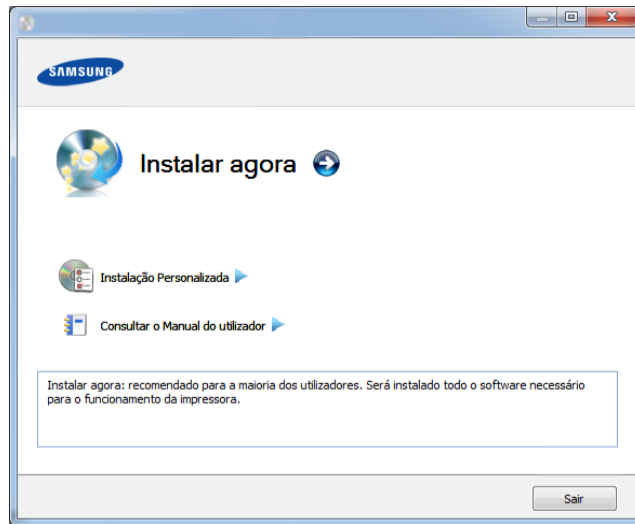 SAMSUNG
Instalar agora
Instalação Personalizada
Consultar o Manual do utilizador
Instalar agora: recomendado para a maioria dos utilizadores. Será instalado todo o software necessário
para o funcionamento da impressora.
Sair